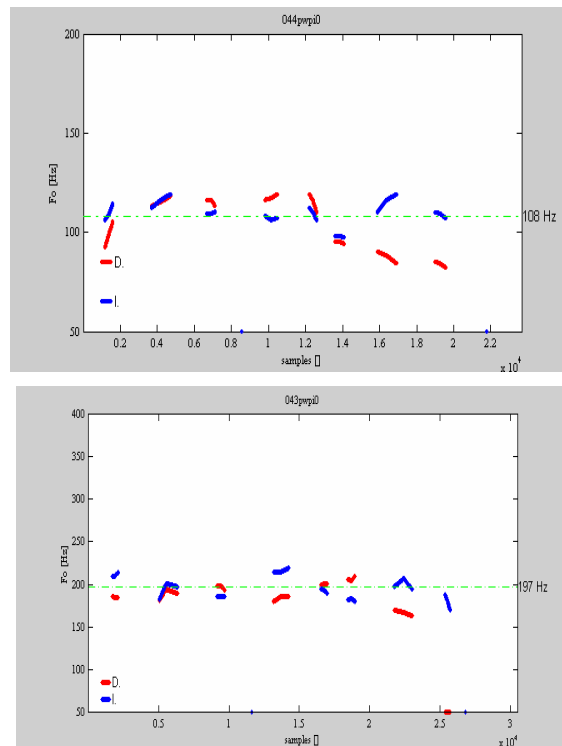 044pwpi0
200
150
100
50
F₀ [Hz]
108 Hz
D.
I.
0.2 0.4 0.6 0.8 1 1.2 1.4 1.6 1.8 2 2.2
samples []
x 10⁴
043pwpi0
400
350
300
250
200
150
100
50
F₀ [Hz]
197 Hz
D.
I.
0.5 1 1.5 2 2.5 3
samples []
x 10⁴